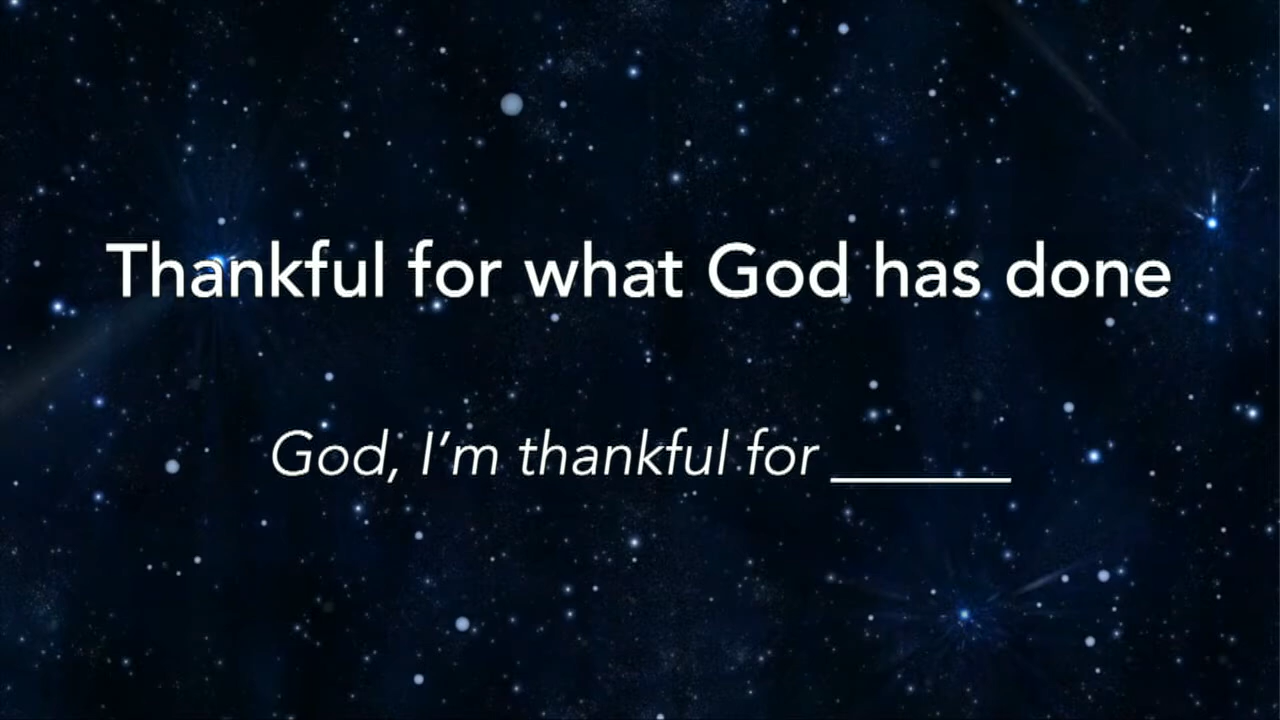 Thankful for what God has done
God, I’m thankful for ______